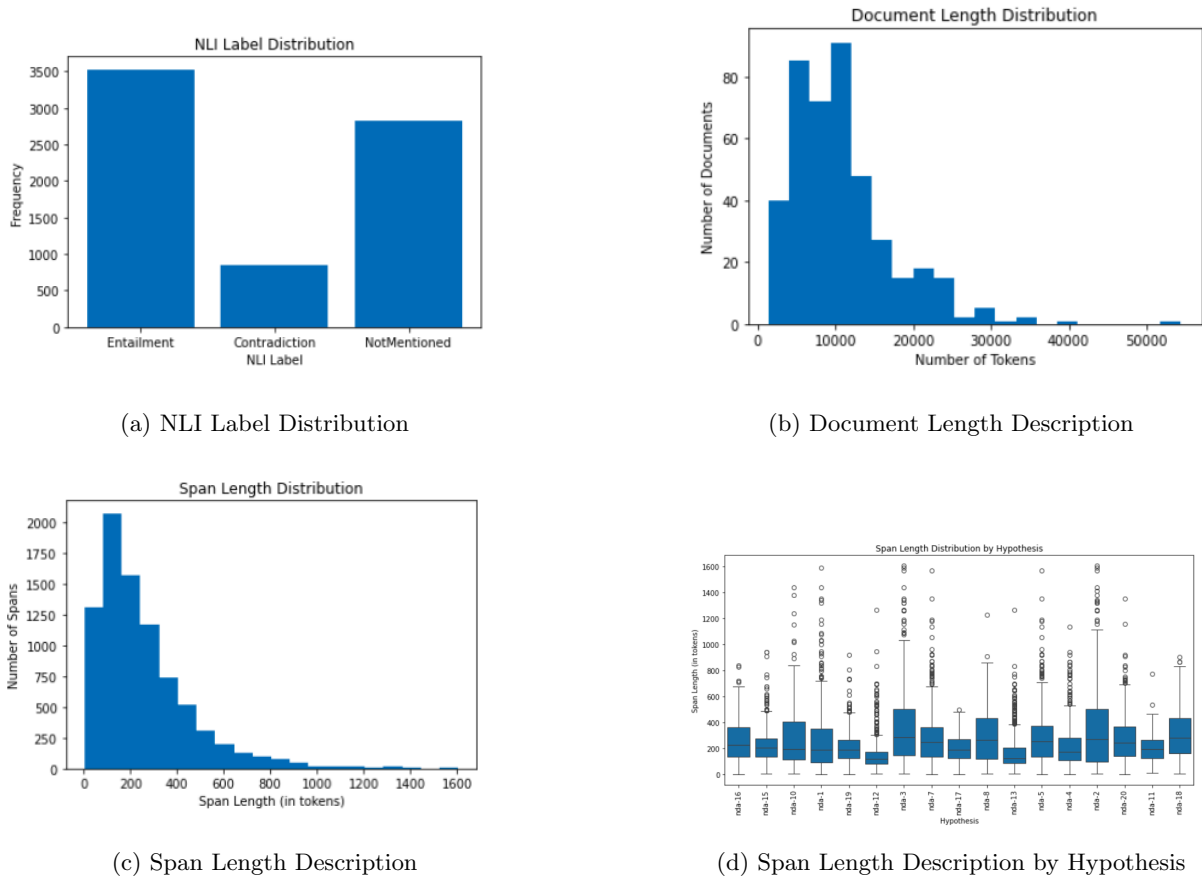 NLI Label Distribution
3500
3000
2500
2000
1500
1000
500
0
Frequency
Entailment Contradiction NotMentioned
NLI Label
(a) NLI Label Distribution
Document Length Distribution
80
60
40
20
0
Number of Documents
0 10000 20000 30000 40000 50000
Number of Tokens
(b) Document Length Description
Span Length Distribution
2000
1750
1500
1250
1000
750
500
250
0
Number of Spans
0 200 400 600 800 1000 1200 1400 1600
Span Length (in tokens)
(c) Span Length Description
Span Length Distribution by Hypothesis
1600
1400
1200
1000
800
600
400
200
0
Span Length (in tokens)
nda-16 nda-15 nda-10 nda-1 nda-19 nda-12 nda-3 nda-7 nda-17 nda-8 nda-13 nda-5 nda-4 nda-2 nda-20 nda-11 nda-18
Hypothesis
(d) Span Length Description by Hypothesis